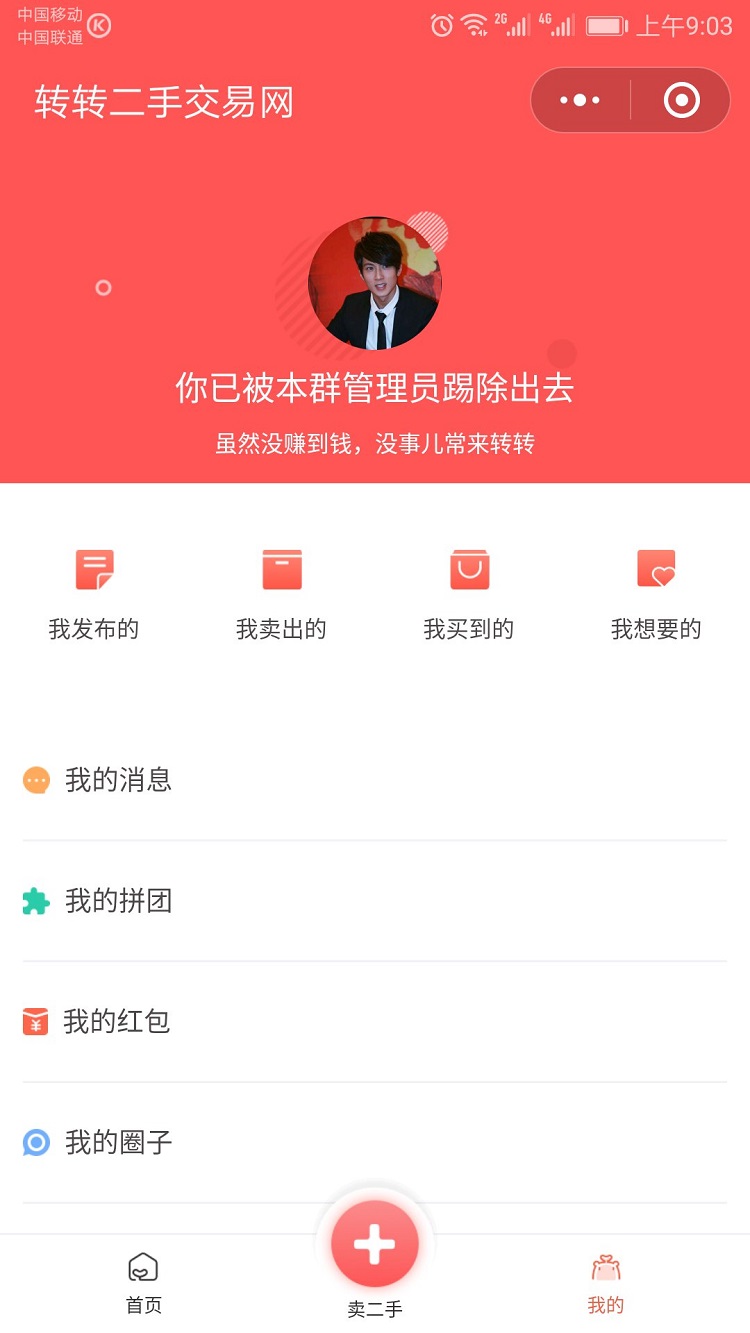 中国移动
中国联通
K
2G
4G
上午9:03
转转二手交易网
你已被本群管理员踢除出去
虽然没赚到钱，没事儿常来转转
我发布的
我卖出的
我买到的
我想要的
我的消息
我的拼团
¥
我的红包
我的圈子
首页
卖二手
我的